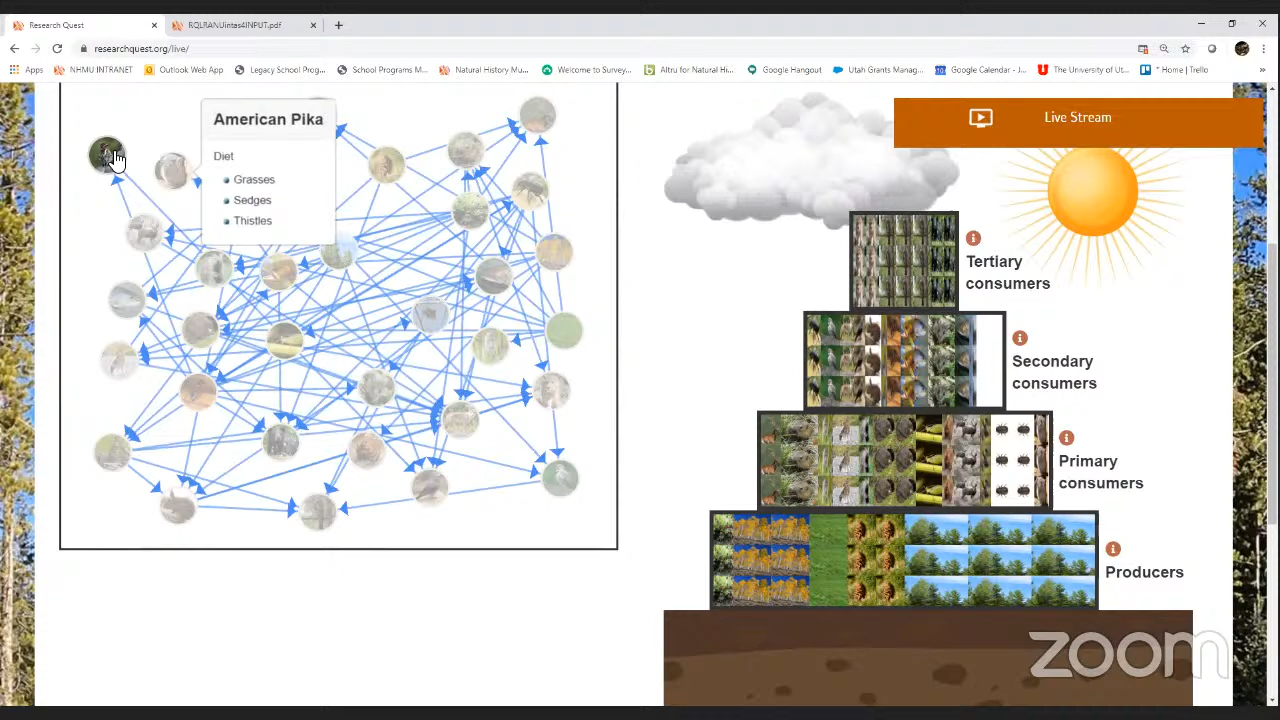 Research Quest
RQLRANUintas4INPUT.pdf
researchquest.org/live/
Apps
NHMU INTRANET
Outlook Web App
Legacy School Prog...
School Programs M...
Natural History Mu...
Welcome to Survey...
Altru for Natural Hi...
Google Hangout
Utah Grants Manag...
Google Calendar - J...
The University of Ut...
* Home | Trello
Live Stream
American Pika
Diet
Grasses
Sedges
Thistles
Tertiary
consumers
Secondary
consumers
Primary
consumers
Producers
zoom